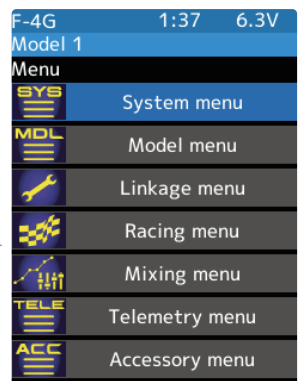 F-4G 1:37 6.3V
Model 1
Menu
SYS System menu
MDL Model menu
Linkage menu
Racing menu
Mixing menu
TELE Telemetry menu
ACC Accessory menu